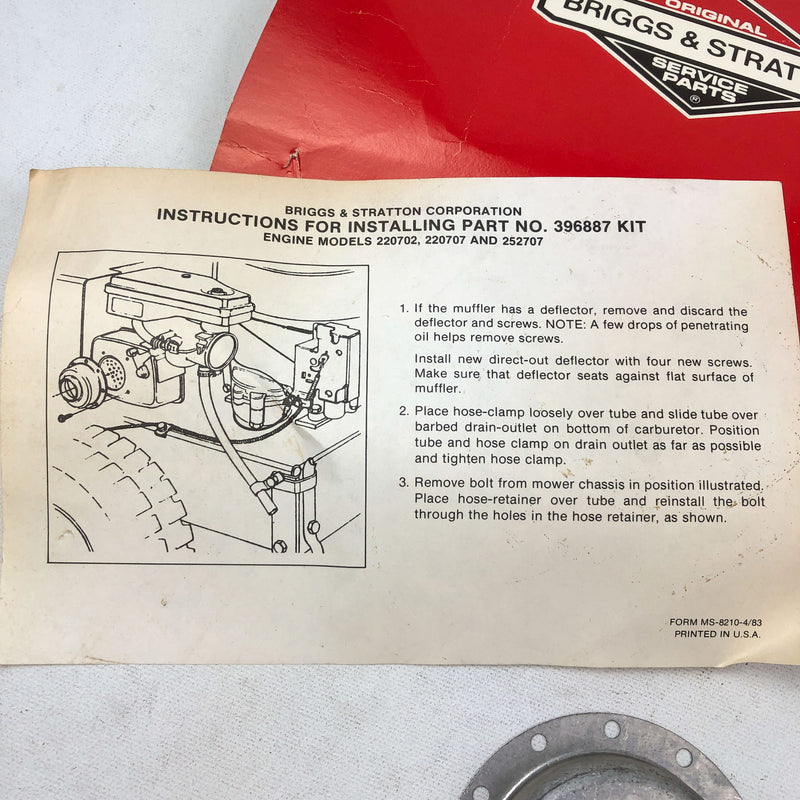 ORIGINAL
BRIGGS & STRAT
SERVICE
PARTS
®
BRIGGS & STRATTON CORPORATION
INSTRUCTIONS FOR INSTALLING PART NO. 396887 KIT
ENGINE MODELS 220702, 220707 AND 252707
1. If the muffler has a deflector, remove and discard the
deflector and screws. NOTE: A few drops of penetrating
oil helps remove screws.
Install new direct-out deflector with four new screws.
Make sure that deflector seats against flat surface of
muffler.
2. Place hose-clamp loosely over tube and slide tube over
barbed drain-outlet on bottom of carburetor. Position
tube and hose clamp on drain outlet as far as possible
and tighten hose clamp.
3. Remove bolt from mower chassis in position illustrated.
Place hose-retainer over tube and reinstall the bolt
through the holes in the hose retainer, as shown.
FORM MS-8210-4/83
PRINTED IN U.S.A.